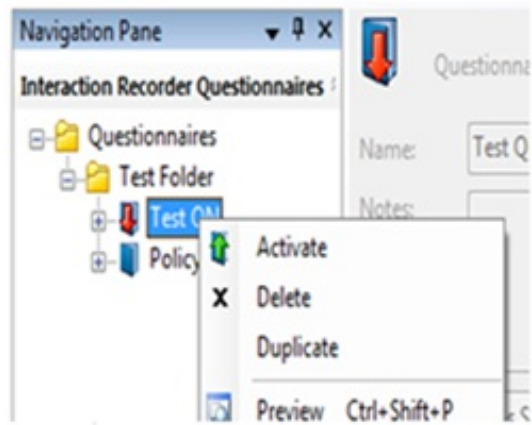 Navigation Pane
Interaction Recorder Questionnaires
Questionnaires
Test Folder
Test
Policy
Activate
Delete
Duplicate
Preview Ctrl+Shift+P
Questionna
Name: Test Q
Notes: